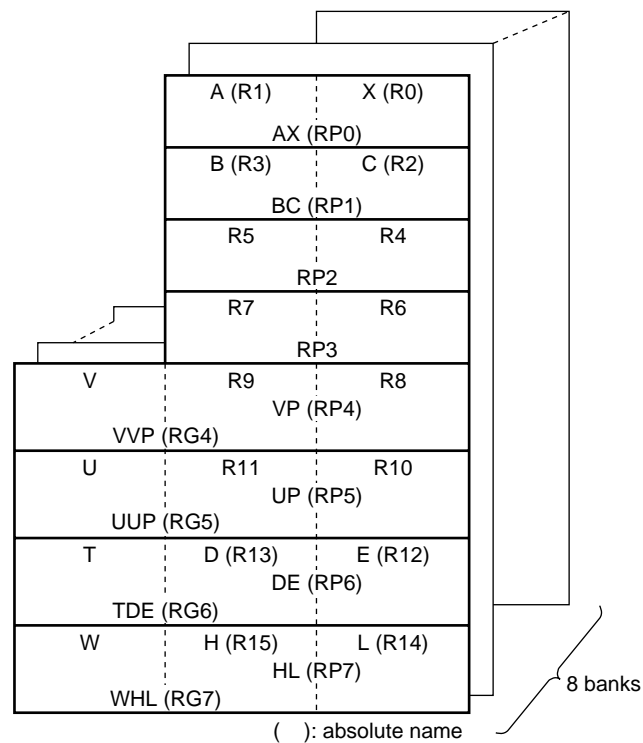 A (R1) X (R0)
AX (RP0)
B (R3) C (R2)
BC (RP1)
R5 R4
RP2
R7 R6
RP3
V R9 R8
VP (RP4)
VVP (RG4)
U R11 R10
UP (RP5)
UUP (RG5)
T D (R13) E (R12)
DE (RP6)
TDE (RG6)
W H (R15) L (R14)
HL (RP7)
WHL (RG7)
8 banks
( ): absolute name